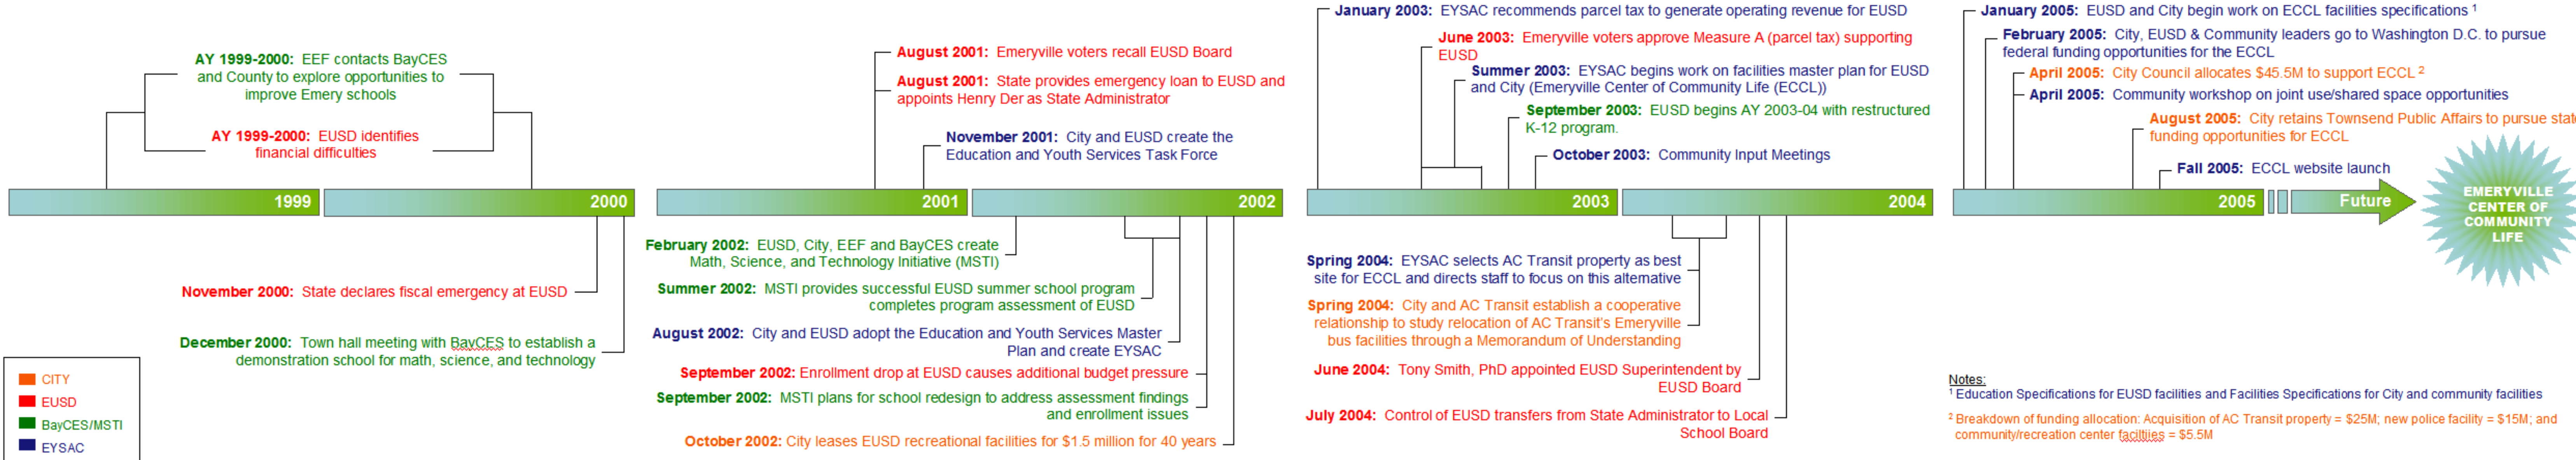 AY 1999-2000: EEF contacts BayCES
and County to explore opportunities to
improve Emery schools
AY 1999-2000: EUSD identifies
financial difficulties
1999
2000
November 2000: State declares fiscal emergency at EUSD
December 2000: Town hall meeting with BayCES to establish a
demonstration school for math, science, and technology
CITY
EUSD
BayCES/MSTI
EYSAC
August 2001: Emeryville voters recall EUSD Board
August 2001: State provides emergency loan to EUSD and
appoints Henry Der as State Administrator
November 2001: City and EUSD create the
Education and Youth Services Task Force
2001
2002
February 2002: EUSD, City, EEF and BayCES create
Math, Science, and Technology Initiative (MSTI)
Summer 2002: MSTI provides successful EUSD summer school program
completes program assessment of EUSD
August 2002: City and EUSD adopt the Education and Youth Services Master
Plan and create EYSAC
September 2002: Enrollment drop at EUSD causes additional budget pressure
September 2002: MSTI plans for school redesign to address assessment findings
and enrollment issues
October 2002: City leases EUSD recreational facilities for $1.5 million for 40 years
January 2003: EYSAC recommends parcel tax to generate operating revenue for EUSD
June 2003: Emeryville voters approve Measure A (parcel tax) supporting
EUSD
Summer 2003: EYSAC begins work on facilities master plan for EUSD
and City (Emeryville Center of Community Life (ECCL))
September 2003: EUSD begins AY 2003-04 with restructured
K-12 program.
October 2003: Community Input Meetings
2003
2004
Spring 2004: EYSAC selects AC Transit property as best
site for ECCL and directs staff to focus on this alternative
Spring 2004: City and AC Transit establish a cooperative
relationship to study relocation of AC Transit's Emeryville
bus facilities through a Memorandum of Understanding
June 2004: Tony Smith, PhD appointed EUSD Superintendent by
EUSD Board
July 2004: Control of EUSD transfers from State Administrator to Local
School Board
January 2005: EUSD and City begin work on ECCL facilities specifications 1
February 2005: City, EUSD & Community leaders go to Washington D.C. to pursue
federal funding opportunities for the ECCL
April 2005: City Council allocates $45.5M to support ECCL 2
April 2005: Community workshop on joint use/shared space opportunities
August 2005: City retains Townsend Public Affairs to pursue stat
funding opportunities for ECCL
Fall 2005: ECCL website launch
2005
Future
EMERYVILLE
CENTER OF
COMMUNITY
LIFE
Notes:
1 Education Specifications for EUSD facilities and Facilities Specifications for City and community facilities
2 Breakdown of funding allocation: Acquisition of AC Transit property = $25M; new police facility = $15M; and
community/recreation center faciltiies = $5.5M